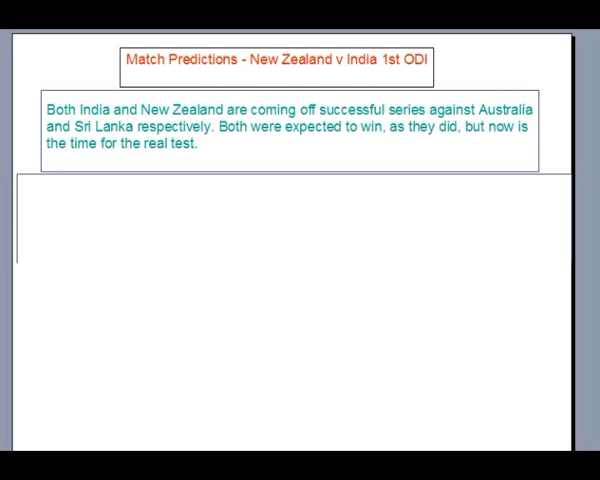 Match Predictions - New Zealand v India 1st ODI
Both India and New Zealand are coming off successful series against Australia
and Sri Lanka respectively. Both were expected to win, as they did, but now is
the time for the real test.